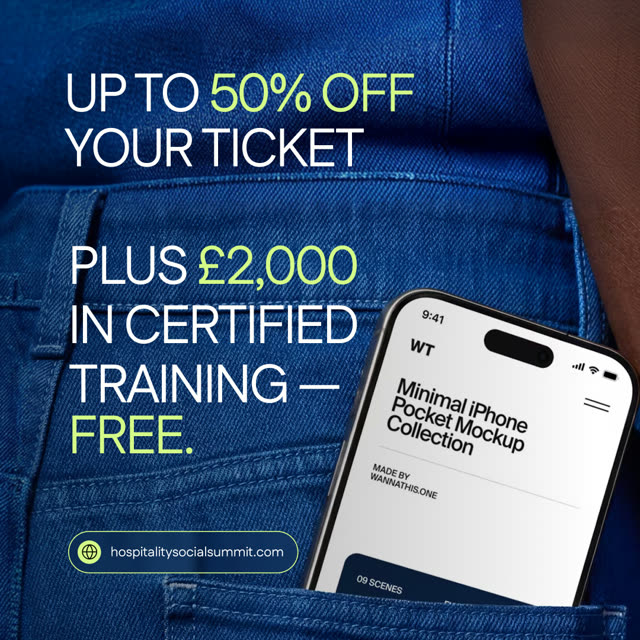 UP TO 50% OFF
YOUR TICKET
PLUS £2,000
IN CERTIFIED
TRAINING —
FREE.
hospitalitysocialsummit.com
9:41
WT
Minimal iPhone
Pocket Mockup
Collection
MADE BY
WANNATHIS.ONE
09 SCENES